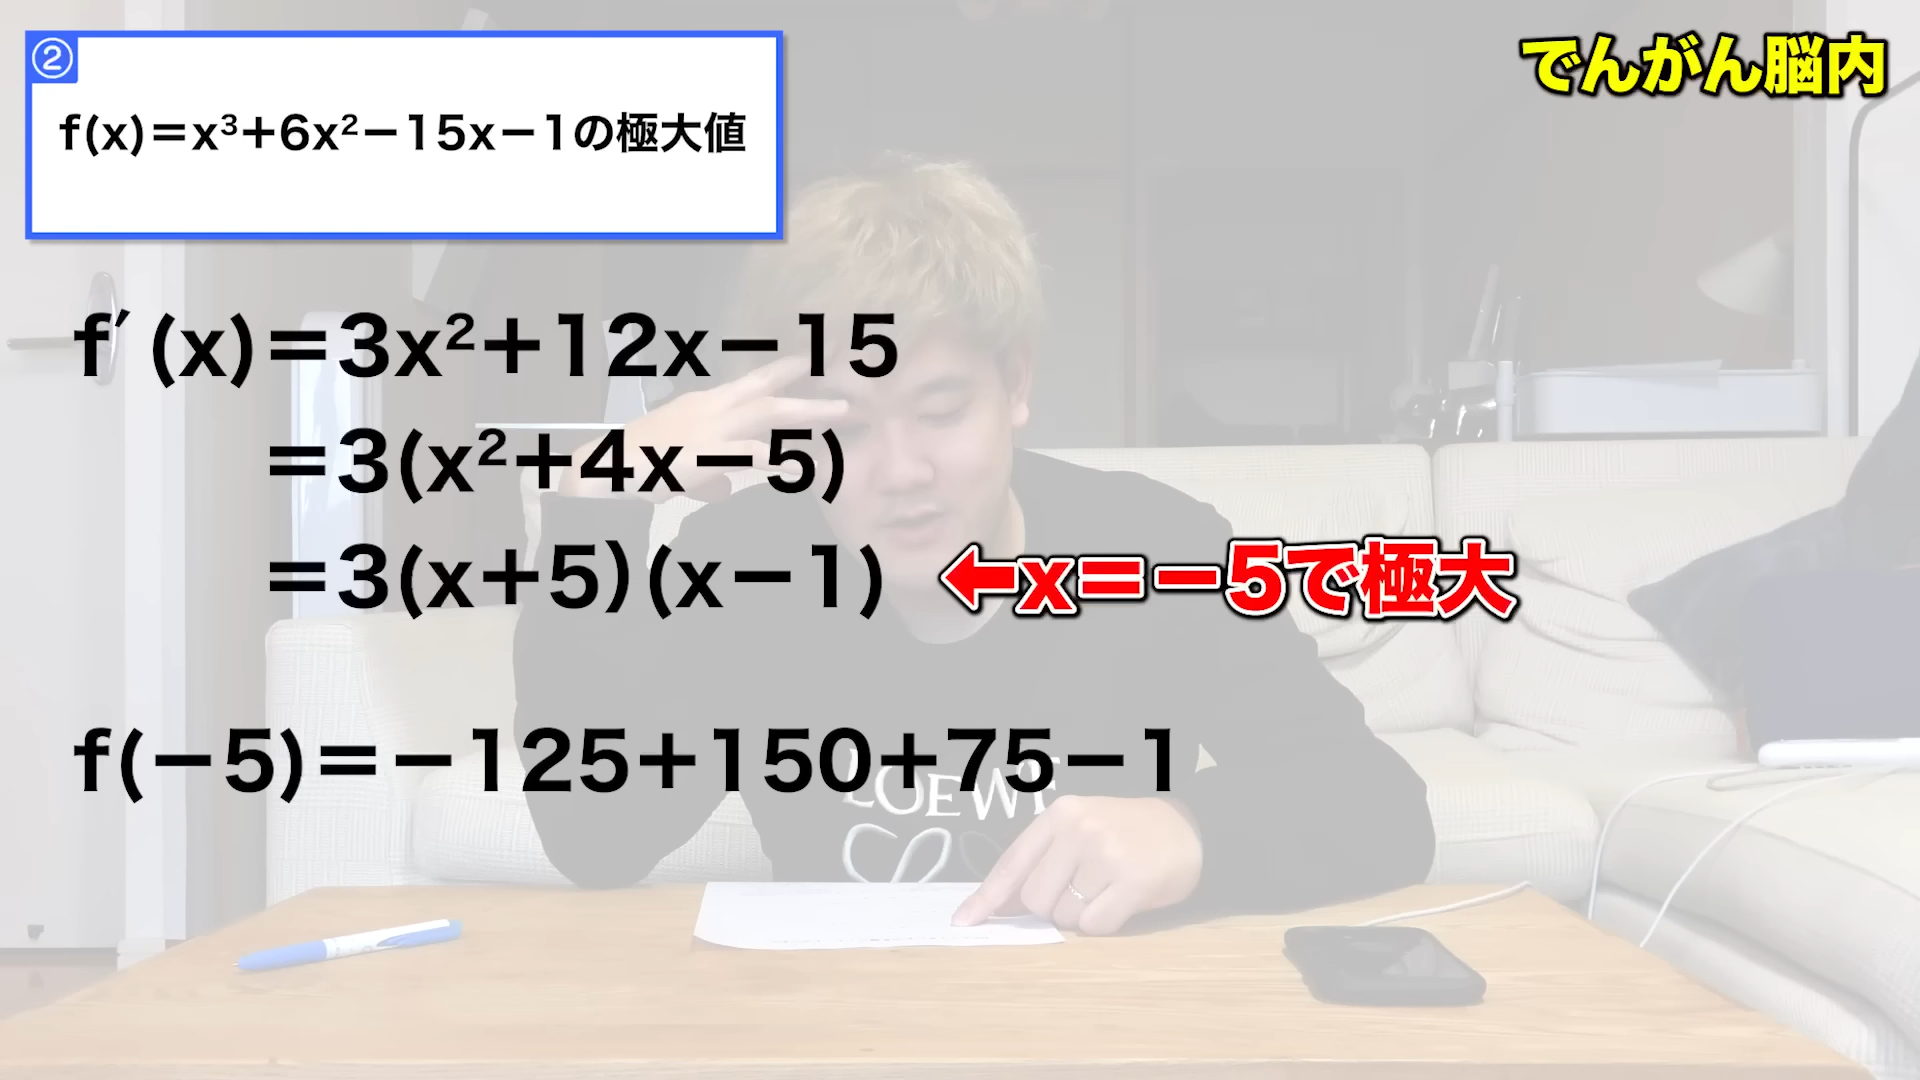 ②
f(x)=x³+6x²−15x−1の極大値
でんがん脳内
f′(x)=3x²+12x−15
=3(x²+4x−5)
=3(x+5)(x−1) ←x=−5で極大
f(−5)=−125+150+75−1
LOEWE